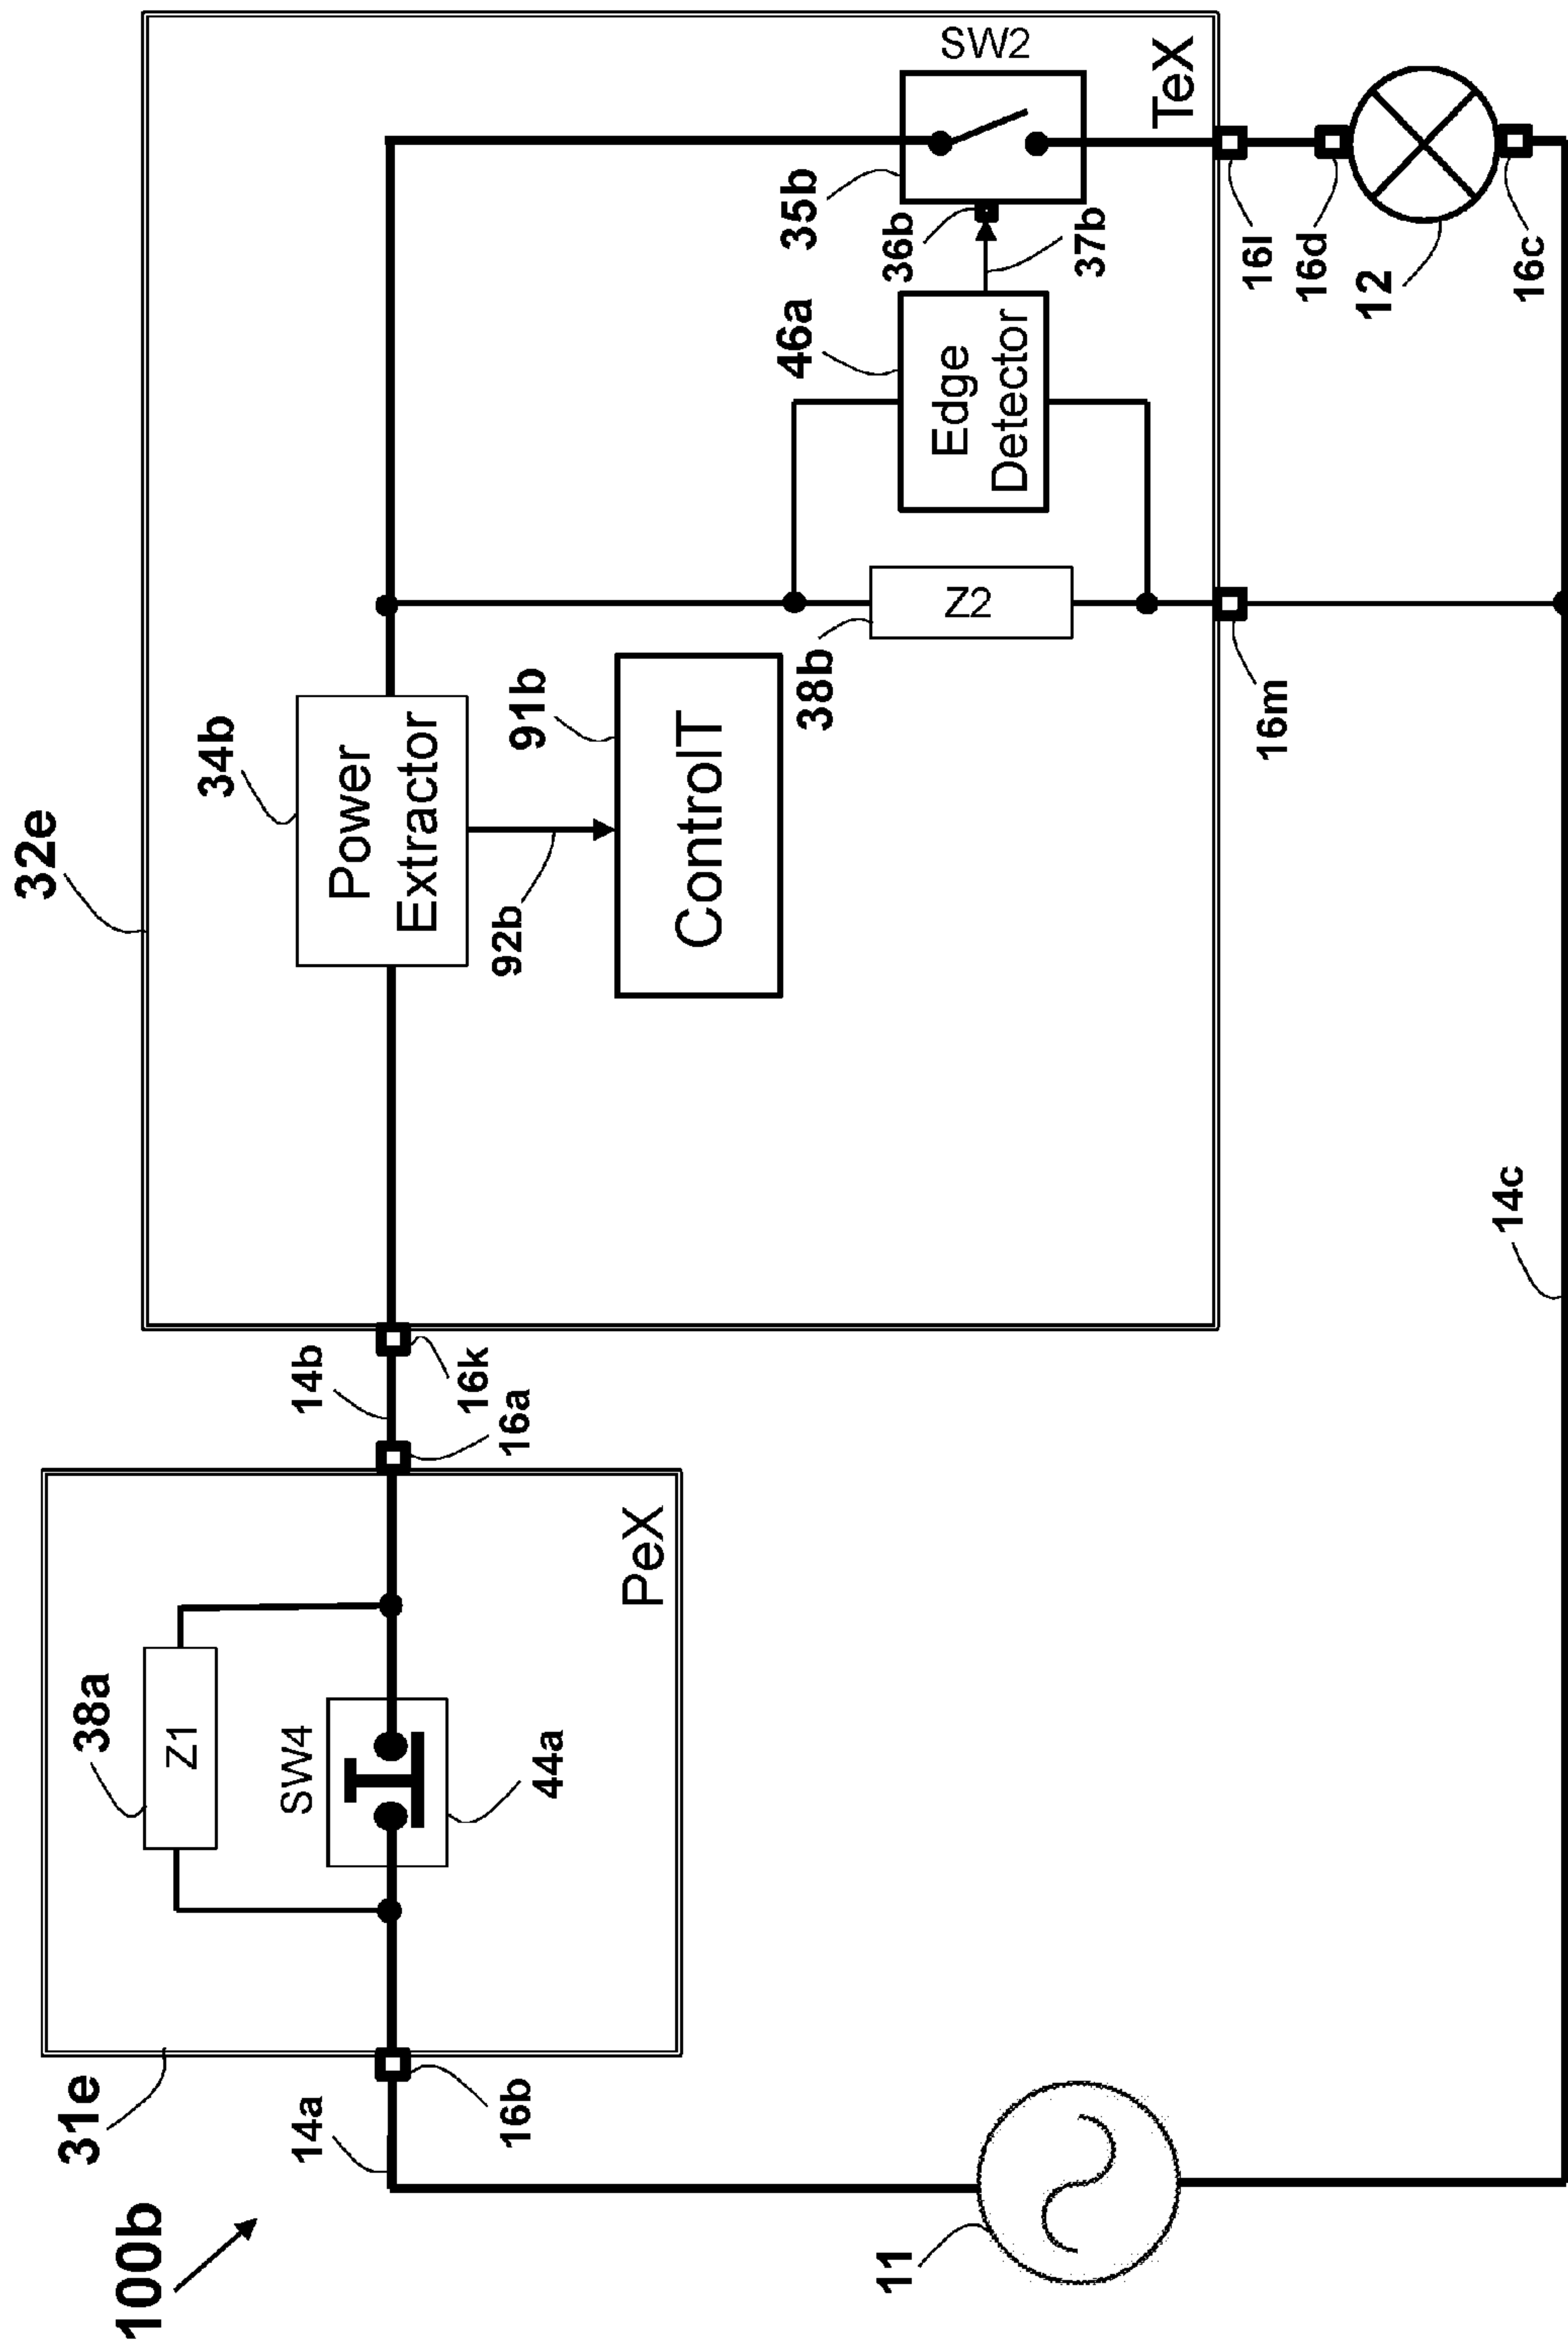 100b
31e
14a
16b
38a
Z1
SW4
44a
PeX
14b
16k
16a
32e
34b
Power
Extractor
92b
91b
ControlT
38b
Z2
16m
46a
Edge
Detector
35b
36b
37b
SW2
TeX
16l
16d
12
16c
11
14c